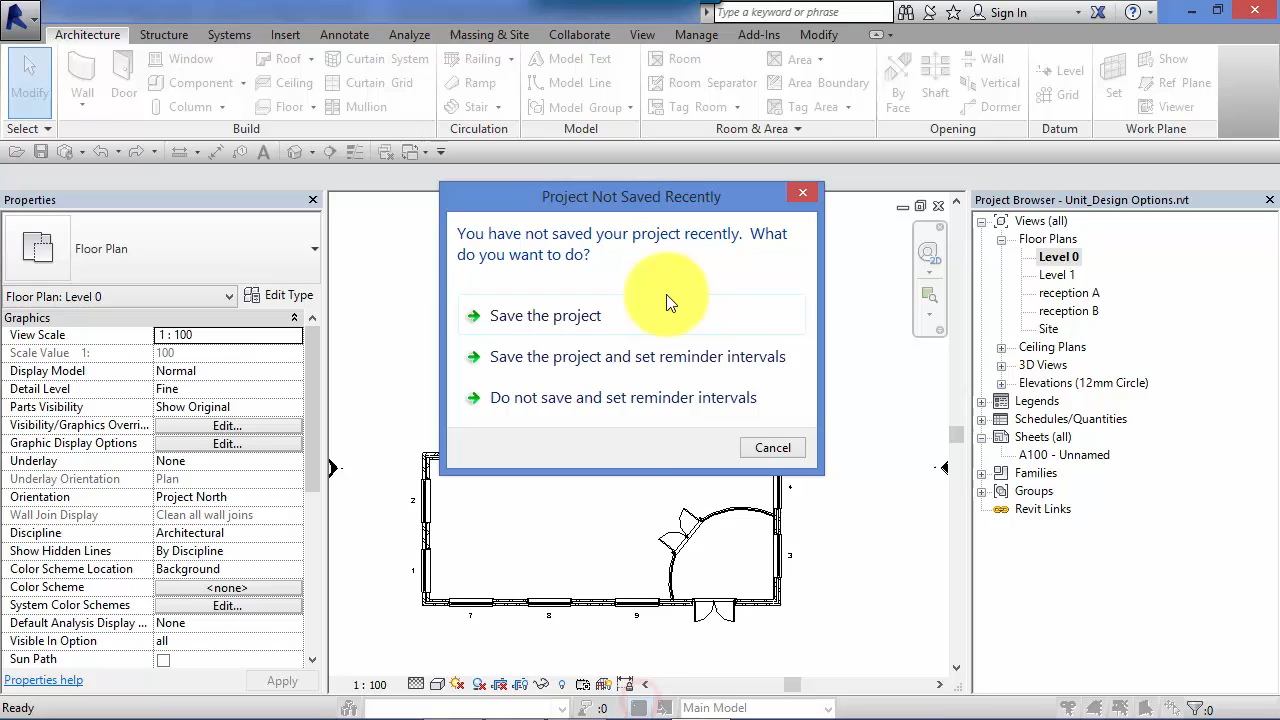 Type a keyword or phrase
Sign In
Architecture Structure Systems Insert Annotate Analyze Massing & Site Collaborate View Manage Add-Ins Modify
Modify
Select
Wall
Door
Window
Component
Column
Roof
Ceiling
Floor
Curtain System
Curtain Grid
Mullion
Build
Railing
Ramp
Stair
Circulation
Model Text
Model Line
Model Group
Model
Room
Room Separator
Tag Room
Area
Area Boundary
Tag Area
Room & Area
By Face
Shaft
Wall
Vertical
Dormer
Opening
Level
Grid
Datum
Set
Show
Ref Plane
Viewer
Work Plane
Properties
Floor Plan
Floor Plan: Level 0
Edit Type
Graphics
View Scale 1 : 100
Scale Value 1: 100
Display Model Normal
Detail Level Fine
Parts Visibility Show Original
Visibility/Graphics Overri... Edit...
Graphic Display Options Edit...
Underlay None
Underlay Orientation Plan
Orientation Project North
Wall Join Display Clean all wall joins
Discipline Architectural
Show Hidden Lines By Discipline
Color Scheme Location Background
Color Scheme <none>
System Color Schemes Edit...
Default Analysis Display ... None
Visible In Option all
Sun Path
Properties help
Apply
Project Not Saved Recently
You have not saved your project recently. What
do you want to do?
Save the project
Save the project and set reminder intervals
Do not save and set reminder intervals
Cancel
2D
2
1
4
3
7 8 9
1 : 100
Project Browser - Unit_Design Options.rvt
Views (all)
Floor Plans
Level 0
Level 1
reception A
reception B
Site
Ceiling Plans
3D Views
Elevations (12mm Circle)
Legends
Schedules/Quantities
Sheets (all)
A100 - Unnamed
Families
Groups
Revit Links
Ready
:0
Main Model
:0